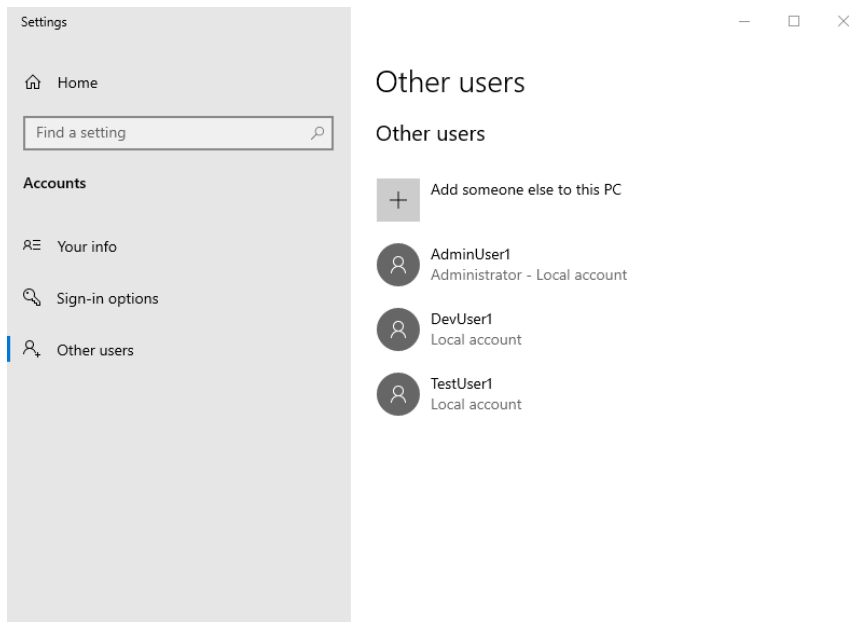 Settings
Home
Find a setting
Accounts
Your info
Sign-in options
Other users
Other users
Other users
Add someone else to this PC
AdminUser1
Administrator - Local account
DevUser1
Local account
TestUser1
Local account